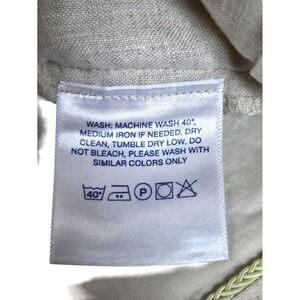 WASH: MACHINE WASH 40°,
MEDIUM IRON IF NEEDED, DRY
CLEAN, TUMBLE DRY LOW, DO
NOT BLEACH, PLEASE WASH WITH
SIMILAR COLORS ONLY
40° P